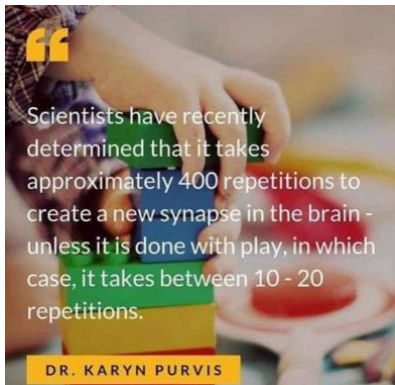 “
Scientists have recently
determined that it takes
approximately 400 repetitions to
create a new synapse in the brain -
unless it is done with play, in which
case, it takes between 10 - 20
repetitions.
DR. KARYN PURVIS